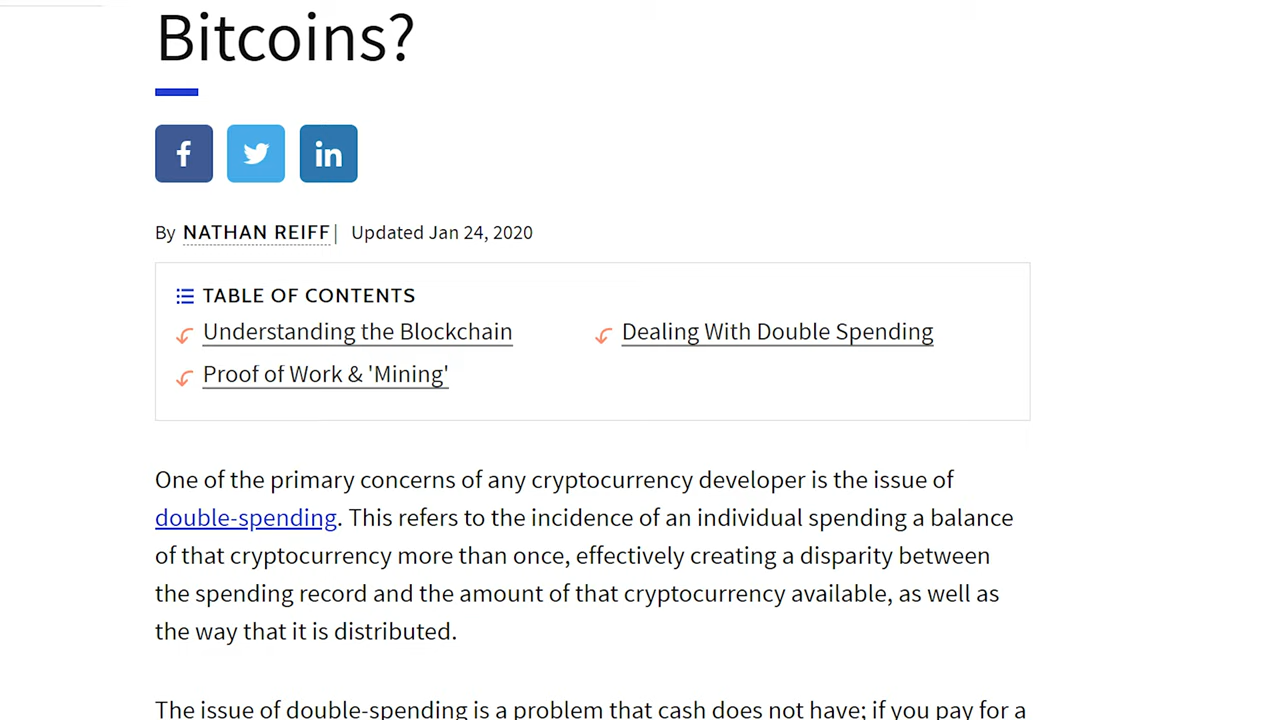 Bitcoins?
f
in
By NATHAN REIFF| Updated Jan 24, 2020
TABLE OF CONTENTS
Understanding the Blockchain
Dealing With Double Spending
Proof of Work & 'Mining'
One of the primary concerns of any cryptocurrency developer is the issue of
double-spending. This refers to the incidence of an individual spending a balance
of that cryptocurrency more than once, effectively creating a disparity between
the spending record and the amount of that cryptocurrency available, as well as
the way that it is distributed.
The issue of double-spending is a problem that cash does not have; if you pay for a